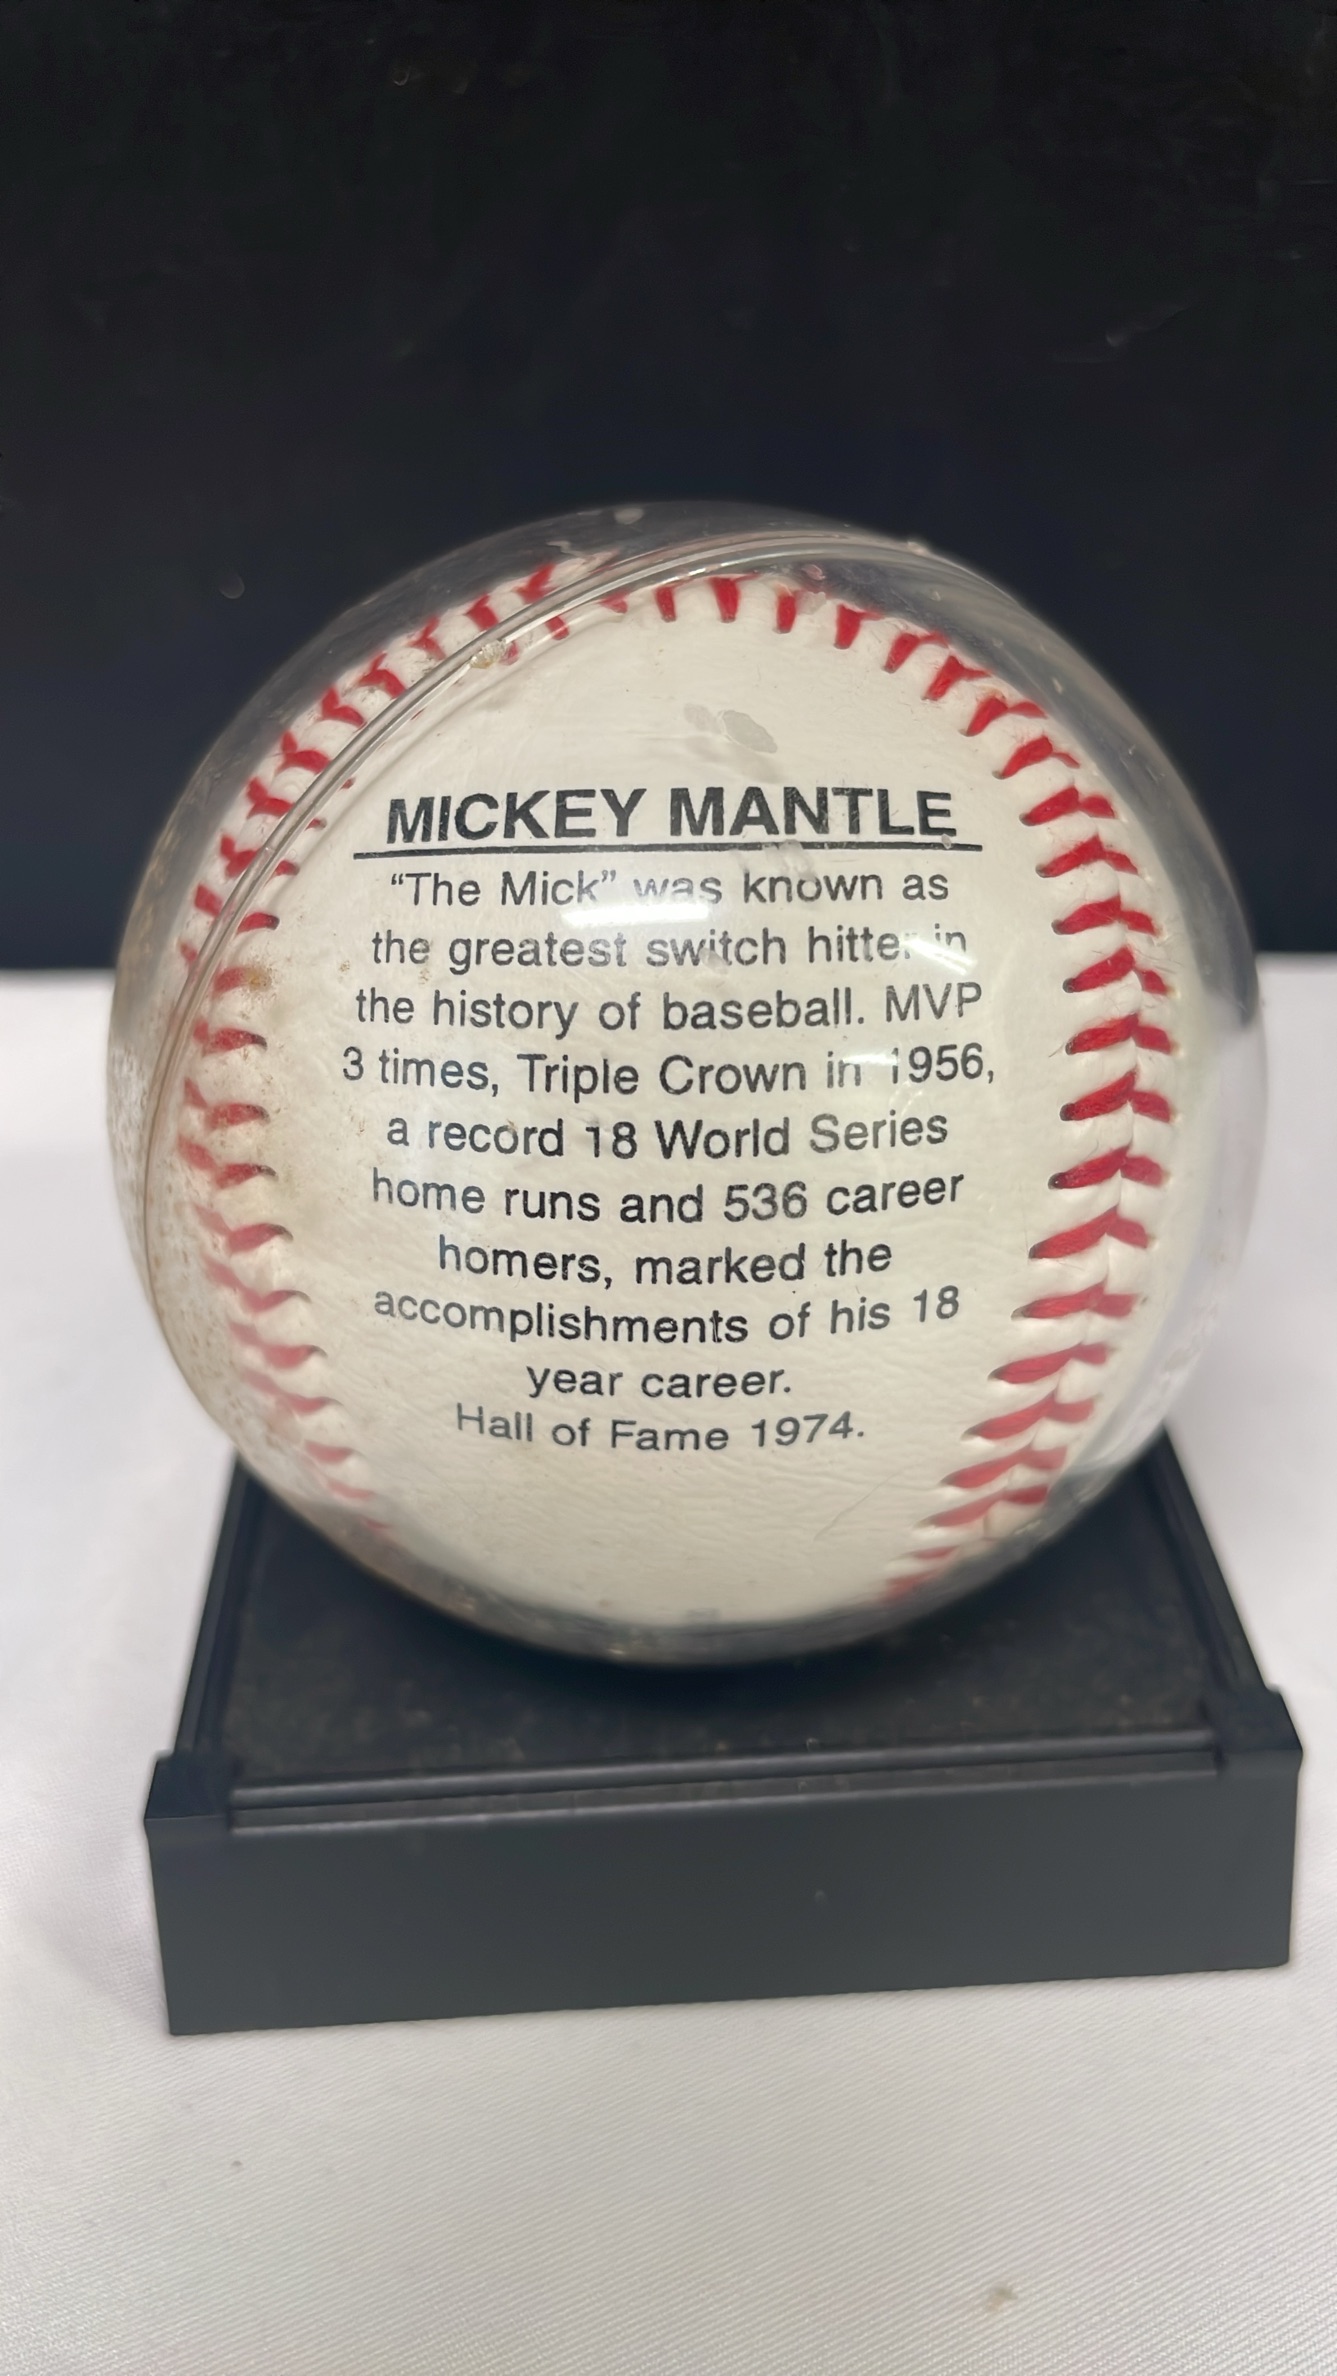 MICKEY MANTLE
“The Mick” was known as
the greatest switch hitter in
the history of baseball. MVP
3 times, Triple Crown in 1956,
a record 18 World Series
home runs and 536 career
homers, marked the
accomplishments of his 18
year career.
Hall of Fame 1974.